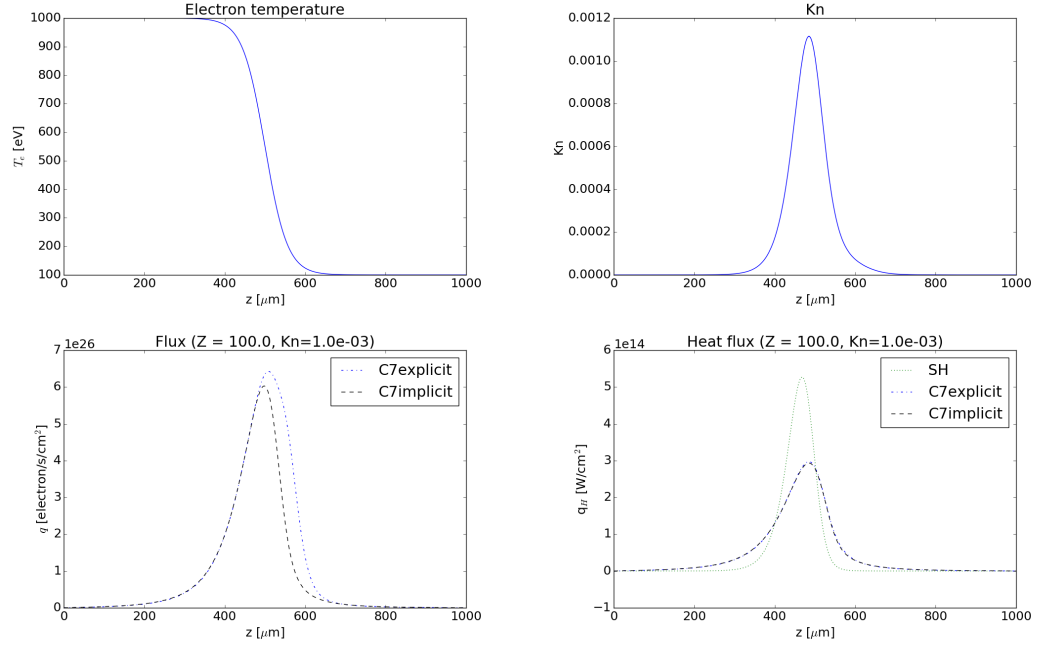 Electron temperature
1000
900
800
700
600
500
400
300
200
100
T_e [eV]
0 200 400 600 800 1000
z [μm]
Kn
0.0012
0.0010
0.0008
0.0006
0.0004
0.0002
0.0000
Kn
0 200 400 600 800 1000
z [μm]
Flux (Z = 100.0, Kn=1.0e-03)
1e26
7
6
5
4
3
2
1
0
q [electron/s/cm²]
C7explicit
C7implicit
0 200 400 600 800 1000
z [μm]
Heat flux (Z = 100.0, Kn=1.0e-03)
1e14
6
5
4
3
2
1
0
−1
q_H [W/cm²]
SH
C7explicit
C7implicit
0 200 400 600 800 1000
z [μm]